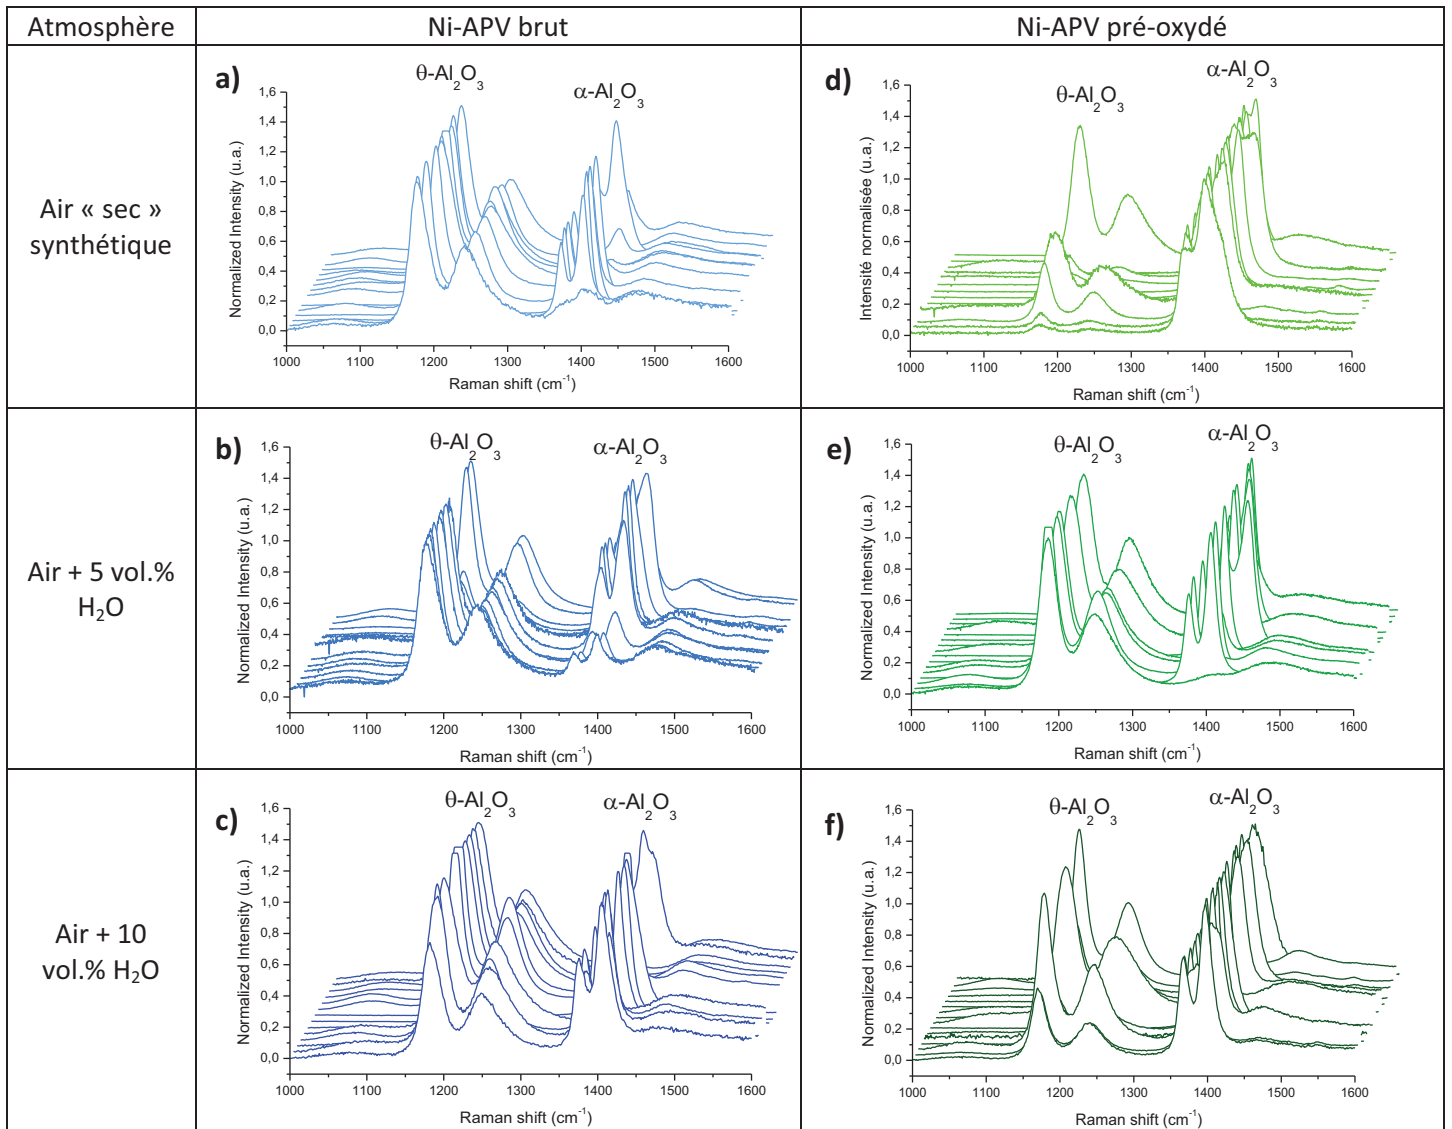 Atmosphère
Ni-APV brut
Ni-APV pré-oxydé
Air « sec »
synthétique
a)
θ-Al2O3
α-Al2O3
Normalized Intensity (u.a.)
1,6
1,4
1,2
1,0
0,8
0,6
0,4
0,2
0,0
1000 1100 1200 1300 1400 1500 1600
Raman shift (cm-1)
d)
θ-Al2O3
α-Al2O3
Intensité normalisée (u.a.)
1,6
1,4
1,2
1,0
0,8
0,6
0,4
0,2
0,0
1000 1100 1200 1300 1400 1500 1600
Raman shift (cm-1)
Air + 5 vol.%
H2O
b)
θ-Al2O3
α-Al2O3
Normalized Intensity (u.a.)
1,6
1,4
1,2
1,0
0,8
0,6
0,4
0,2
0,0
1000 1100 1200 1300 1400 1500 1600
Raman shift (cm-1)
e)
θ-Al2O3
α-Al2O3
Normalized Intensity (u.a.)
1,6
1,4
1,2
1,0
0,8
0,6
0,4
0,2
0,0
1000 1100 1200 1300 1400 1500 1600
Raman shift (cm-1)
Air + 10
vol.% H2O
c)
θ-Al2O3
α-Al2O3
Normalized Intensity (u.a.)
1,6
1,4
1,2
1,0
0,8
0,6
0,4
0,2
0,0
1000 1100 1200 1300 1400 1500 1600
Raman shift (cm-1)
f)
θ-Al2O3
α-Al2O3
Normalized Intensity (u.a.)
1,6
1,4
1,2
1,0
0,8
0,6
0,4
0,2
0,0
1000 1100 1200 1300 1400 1500 1600
Raman shift (cm-1)